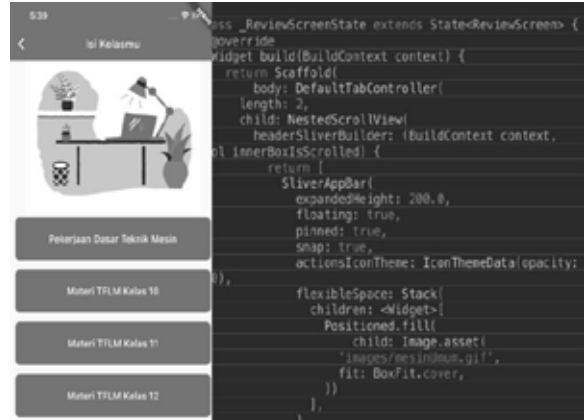 5:39
Isi Kelasmu
Pekerjaan Dasar Teknik Mesin
Materi TFLM Kelas 10
Materi TFLM Kelas 11
Materi TFLM Kelas 12
ass _ReviewScreenState extends State<ReviewScreen> {
@override
Widget build(BuildContext context) {
return Scaffold(
body: DefaultTabController(
length: 2,
child: NestedScrollView(
headerSliverBuilder: (BuildContext context,
ol innerBoxIsScrolled) {
return [
SliverAppBar(
expandedHeight: 200.0,
floating: true,
pinned: true,
snap: true,
actionsIconTheme: IconThemeData(opacity:
0),
flexibleSpace: Stack(
children: <Widget>[
Positioned.fill(
child: Image.asset(
'images/mesinUmum.gif',
fit: BoxFit.cover,
))
],